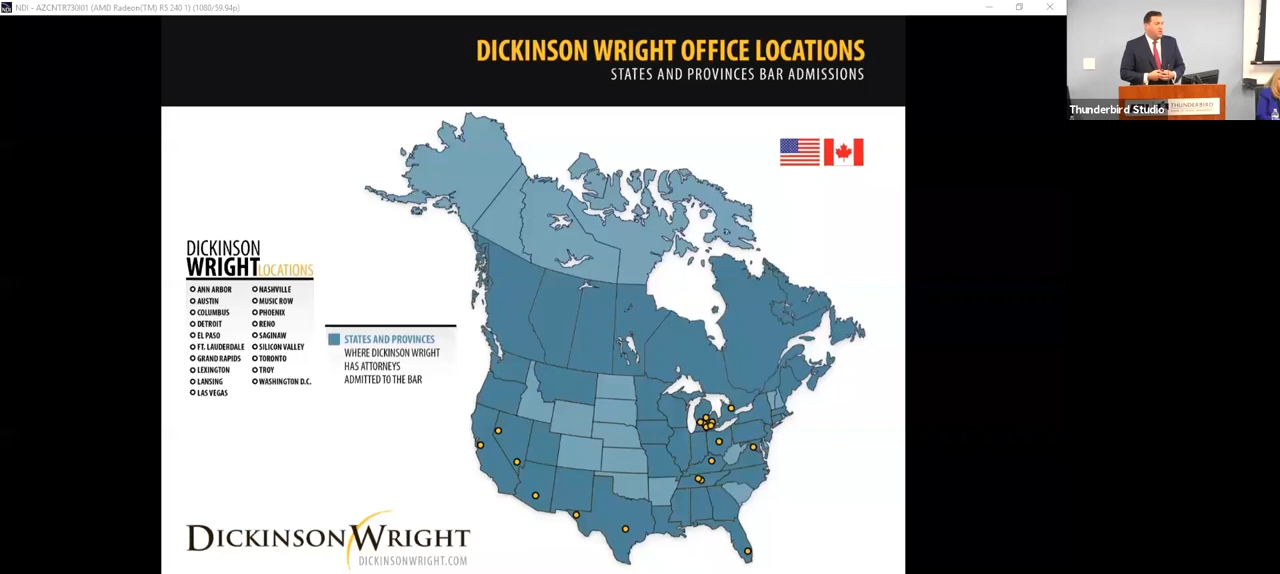 NDI - AZCNTR730I01 (AMD Radeon(TM) R5 240 1) (1080/59.94p)
DICKINSON WRIGHT OFFICE LOCATIONS
STATES AND PROVINCES BAR ADMISSIONS
Thunderbird Studio
THUNDERBIRD
DICKINSON
WRIGHT LOCATIONS
ANN ARBOR
AUSTIN
COLUMBUS
DETROIT
EL PASO
FT. LAUDERDALE
GRAND RAPIDS
LEXINGTON
LANSING
LAS VEGAS
NASHVILLE
MUSIC ROW
PHOENIX
RENO
SAGINAW
SILICON VALLEY
TORONTO
TROY
WASHINGTON D.C.
STATES AND PROVINCES
WHERE DICKINSON WRIGHT
HAS ATTORNEYS
ADMITTED TO THE BAR
DICKINSON WRIGHT
DICKINSONWRIGHT.COM